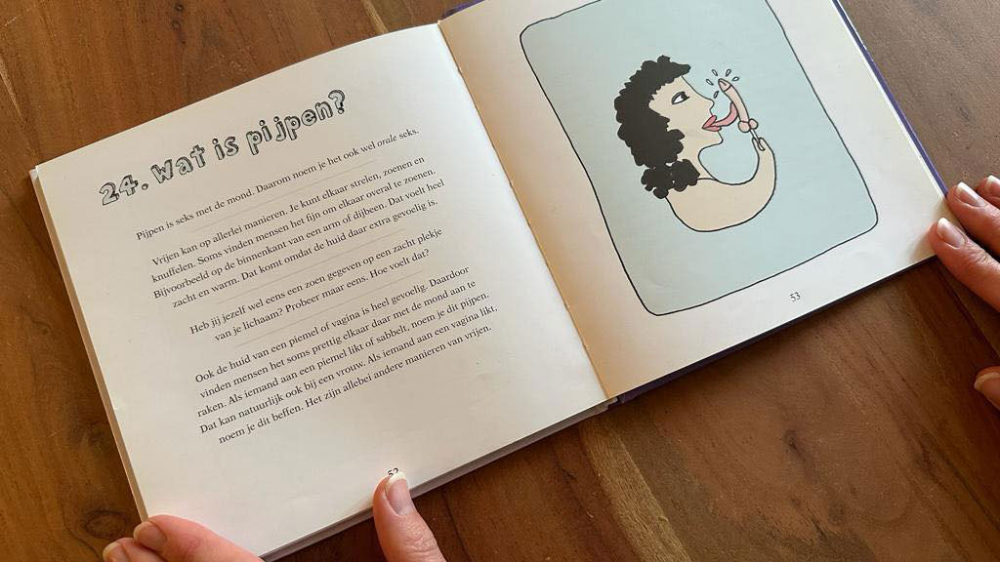 24. Wat is pijpen?
Pijpen is seks met de mond. Daarom noem je het ook wel orale seks.
Vrijen kan op allerlei manieren. Je kunt elkaar strelen, zoenen en
knuffelen. Soms vinden mensen het fijn om elkaar overal te zoenen.
Bijvoorbeeld op de binnenkant van een arm of dijbeen. Dat voelt heel
zacht en warm. Dat komt omdat de huid daar extra gevoelig is.
Heb jij jezelf wel eens een zoen gegeven op een zacht plekje
van je lichaam? Probeer maar eens. Hoe voelt dat?
Ook de huid van een piemel of vagina is heel gevoelig. Daardoor
vinden mensen het soms prettig elkaar daar met de mond aan te
raken. Als iemand aan een piemel likt of sabbelt, noem je dit pijpen.
Dat kan natuurlijk ook bij een vrouw. Als iemand aan een vagina likt,
noem je dit beffen. Het zijn allebei andere manieren van vrijen.
53